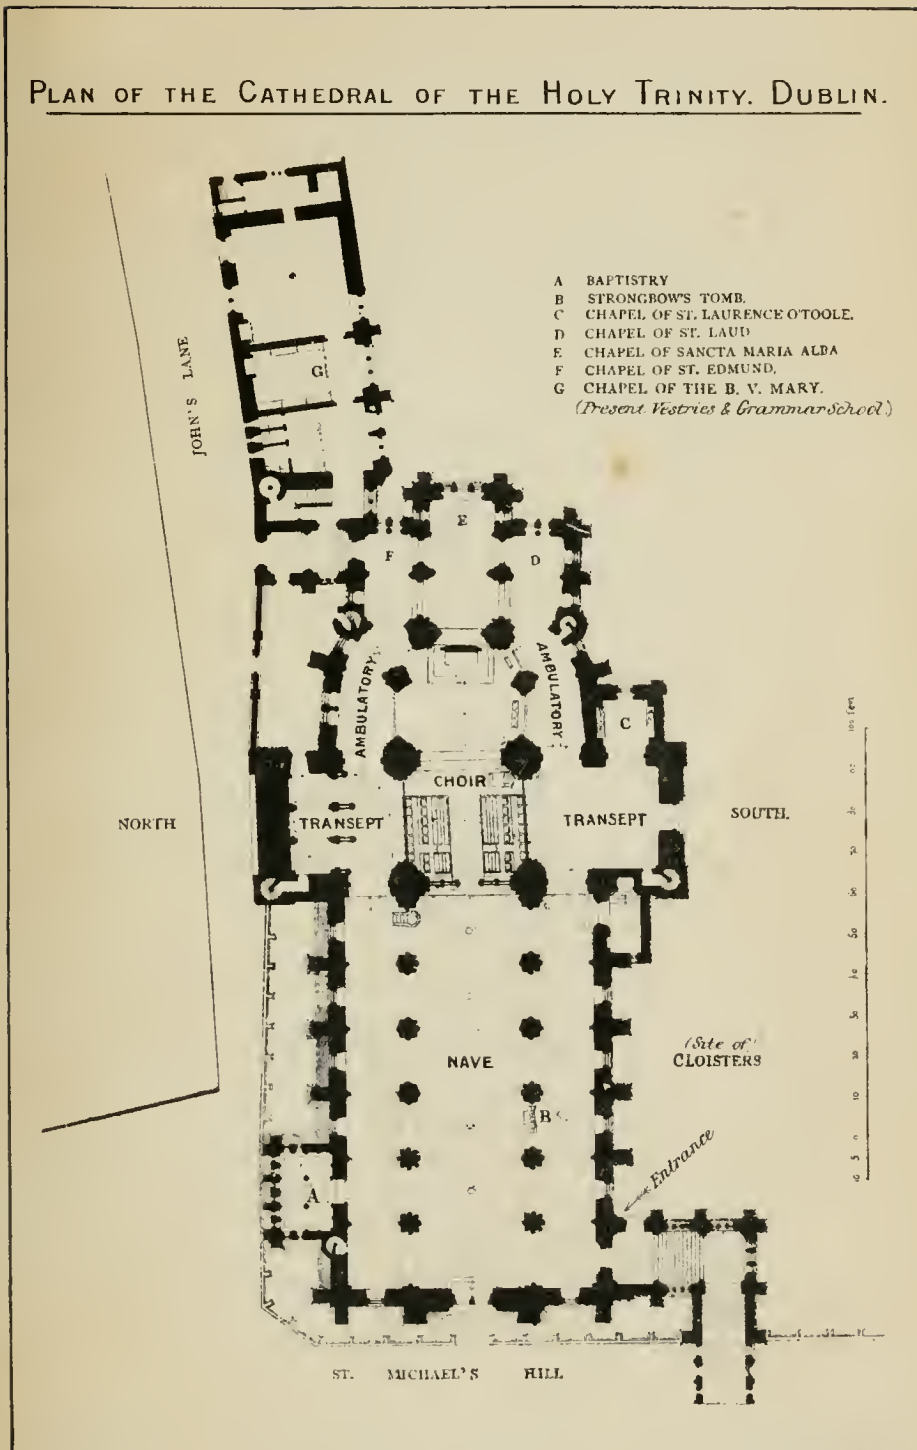 PLAN OF THE CATHEDRAL OF THE HOLY TRINITY. DUBLIN.
A BAPTISTRY
B STRONGBOW'S TOMB.
C CHAPEL OF ST. LAURENCE O'TOOLE.
D CHAPEL OF ST. LAUD
E CHAPEL OF SANCTA MARIA ALBA
F CHAPEL OF ST. EDMUND.
G CHAPEL OF THE B. V. MARY.
(Present Vestries & Grammar School)
JOHN'S LANE
G
E
F
D
AMBULATORY
AMBULATORY
C
CHOIR
NORTH
TRANSEPT
TRANSEPT
SOUTH.
NAVE
(Site of)
CLOISTERS
B
Entrance
A
ST. MICHAEL'S HILL